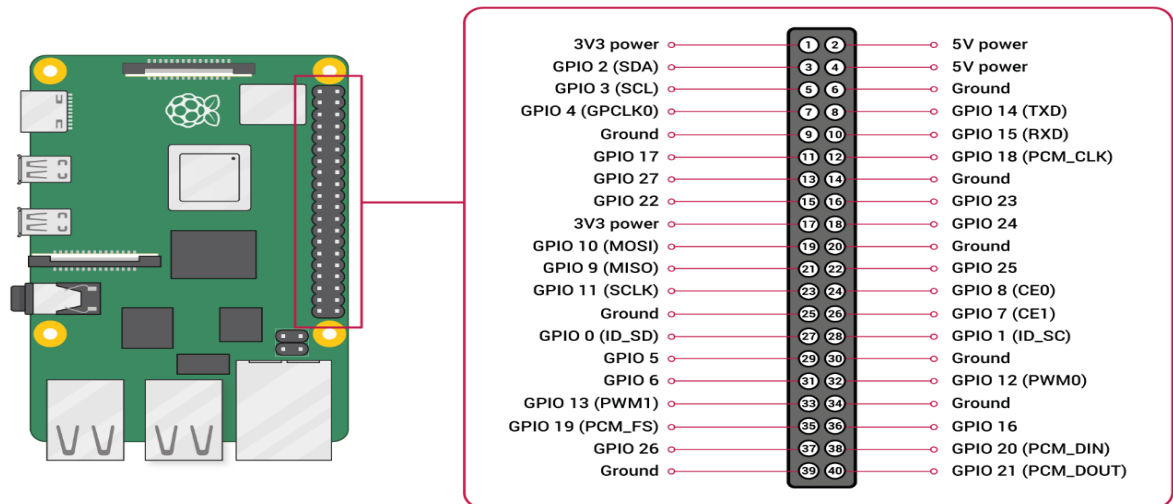 3V3 power 1 2 5V power
GPIO 2 (SDA) 3 4 5V power
GPIO 3 (SCL) 5 6 Ground
GPIO 4 (GPCLK0) 7 8 GPIO 14 (TXD)
Ground 9 10 GPIO 15 (RXD)
GPIO 17 11 12 GPIO 18 (PCM_CLK)
GPIO 27 13 14 Ground
GPIO 22 15 16 GPIO 23
3V3 power 17 18 GPIO 24
GPIO 10 (MOSI) 19 20 Ground
GPIO 9 (MISO) 21 22 GPIO 25
GPIO 11 (SCLK) 23 24 GPIO 8 (CE0)
Ground 25 26 GPIO 7 (CE1)
GPIO 0 (ID_SD) 27 28 GPIO 1 (ID_SC)
GPIO 5 29 30 Ground
GPIO 6 31 32 GPIO 12 (PWM0)
GPIO 13 (PWM1) 33 34 Ground
GPIO 19 (PCM_FS) 35 36 GPIO 16
GPIO 26 37 38 GPIO 20 (PCM_DIN)
Ground 39 40 GPIO 21 (PCM_DOUT)